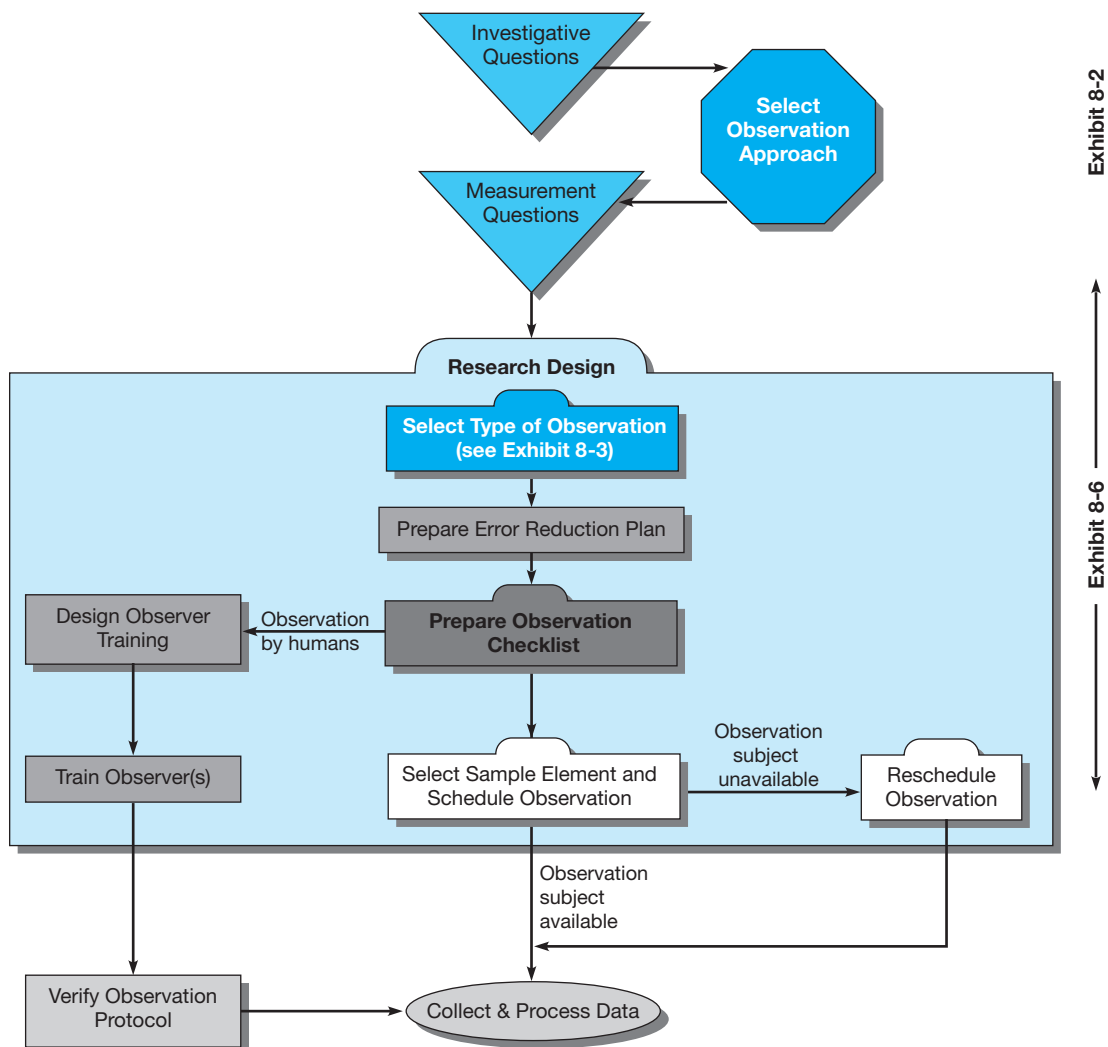 Investigative
Questions
Select
Observation
Approach
Exhibit 8-2
Measurement
Questions
Research Design
Select Type of Observation
(see Exhibit 8-3)
Prepare Error Reduction Plan
Exhibit 8-6
Design Observer
Training
Observation
by humans
Prepare Observation
Checklist
Train Observer(s)
Select Sample Element and
Schedule Observation
Observation
subject
unavailable
Reschedule
Observation
Observation
subject
available
Verify Observation
Protocol
Collect & Process Data